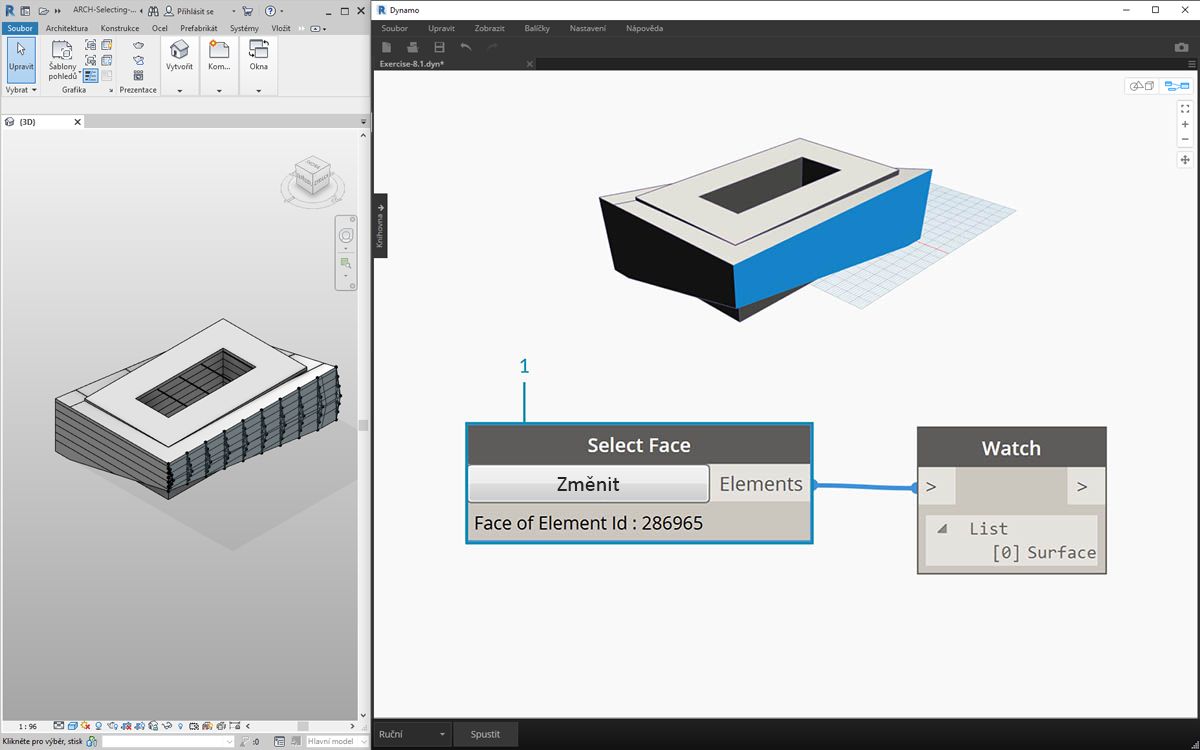 ARCH-Selecting-...
Přihlásit se
Soubor
Architektura
Konstrukce
Ocel
Prefabrikát
Systémy
Vložit
Upravit
Šablony
pohledů
Vytvořit
Kom...
Okna
Vybrat
Grafika
Prezentace
{3D}
1 : 96
Klikněte pro výběr, stisk
:0
Hlavní model
Dynamo
Soubor
Upravit
Zobrazit
Balíčky
Nastavení
Nápověda
Exercise-8.1.dyn*
Knihovna
1
Select Face
Změnit
Elements
Face of Element Id : 286965
Watch
>
>
List
[0] Surface
Ruční
Spustit